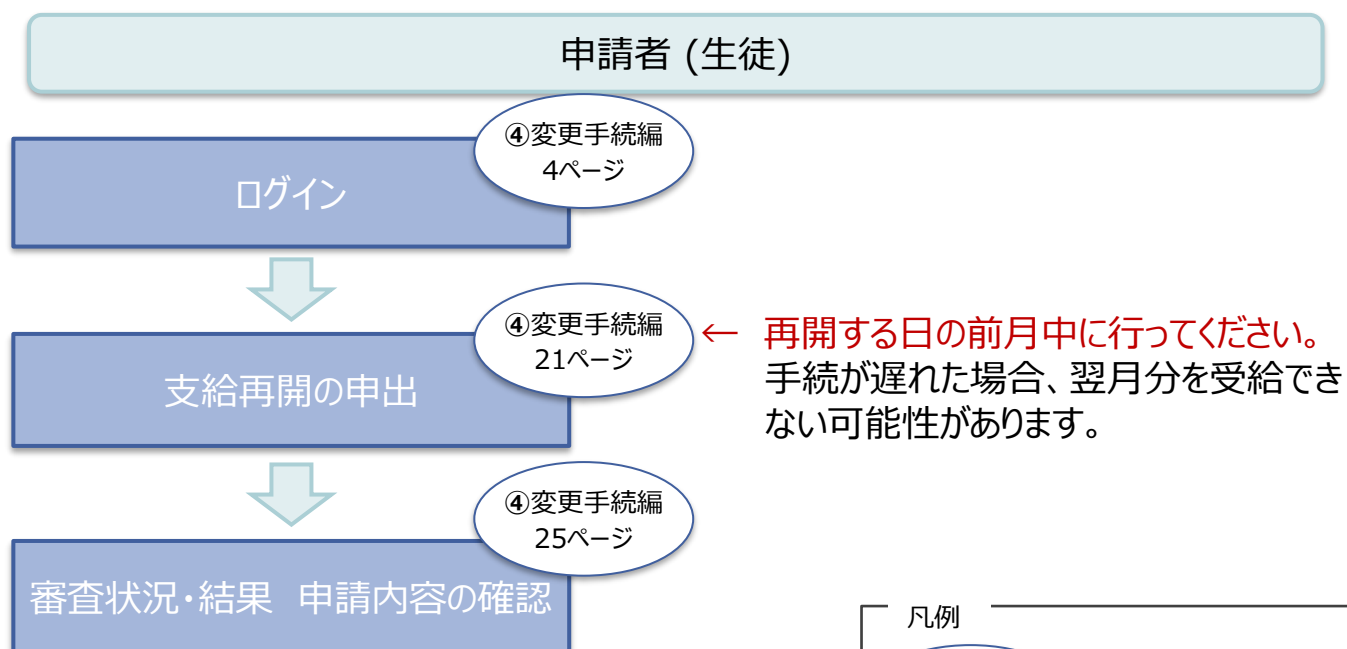 申請者 (生徒)
④変更手続編
4ページ
ログイン
④変更手続編
21ページ
← 再開する日の前月中に行ってください。
手続が遅れた場合、翌月分を受給でき
ない可能性があります。
支給再開の申出
④変更手続編
25ページ
審査状況・結果　申請内容の確認
凡例